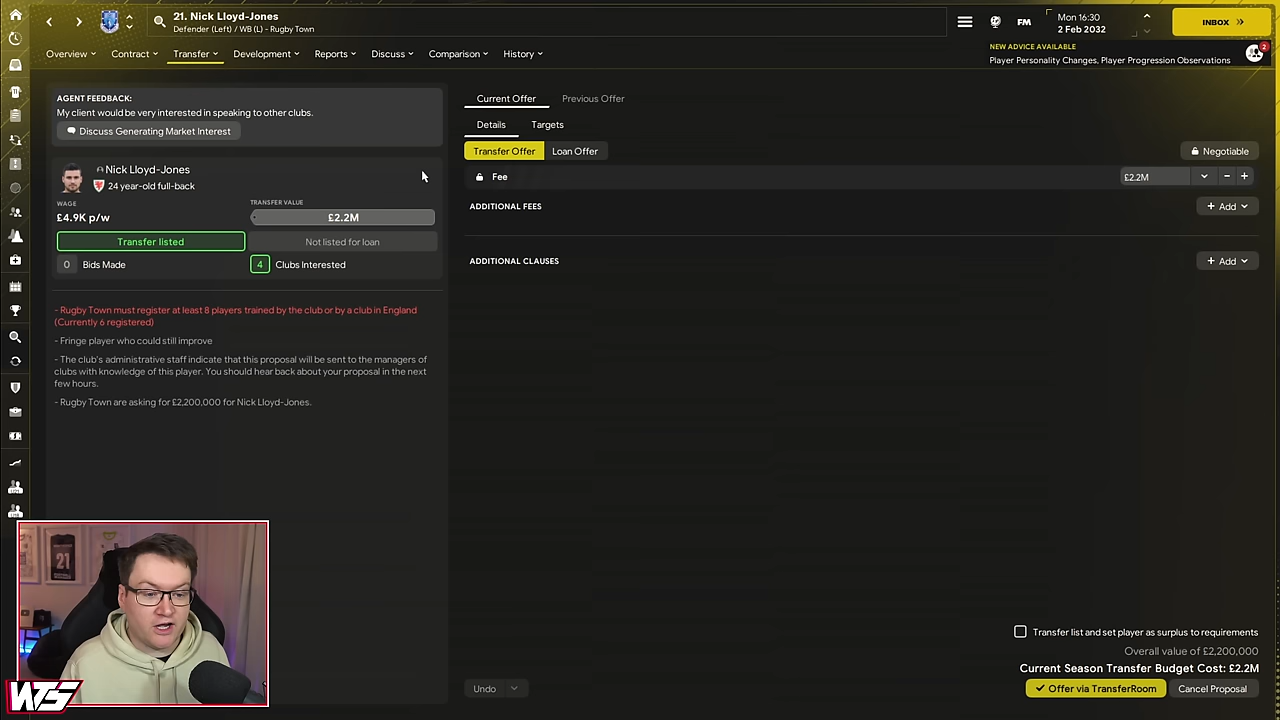 21. Nick Lloyd-Jones
Defender (Left) / WB (L) - Rugby Town
FM
Mon 16:30
2 Feb 2032
INBOX
Overview
Contract
Transfer
Development
Reports
Discuss
Comparison
History
NEW ADVICE AVAILABLE
Player Personality Changes, Player Progression Observations
2
AGENT FEEDBACK:
My client would be very interested in speaking to other clubs.
Discuss Generating Market Interest
Nick Lloyd-Jones
24 year-old full-back
WAGE
£4.9K p/w
TRANSFER VALUE
£2.2M
Transfer listed
Not listed for loan
0 Bids Made
4 Clubs Interested
- Rugby Town must register at least 8 players trained by the club or by a club in England
(Currently 6 registered)
- Fringe player who could still improve
- The club's administrative staff indicate that this proposal will be sent to the managers of
clubs with knowledge of this player. You should hear back about your proposal in the next
few hours.
- Rugby Town are asking for £2,200,000 for Nick Lloyd-Jones.
Current Offer
Previous Offer
Details
Targets
Transfer Offer
Loan Offer
Negotiable
Fee
£2.2M
ADDITIONAL FEES
+ Add
ADDITIONAL CLAUSES
+ Add
Transfer list and set player as surplus to requirements
Overall value of £2,200,000
Current Season Transfer Budget Cost: £2.2M
Undo
Offer via TransferRoom
Cancel Proposal
21
WTS